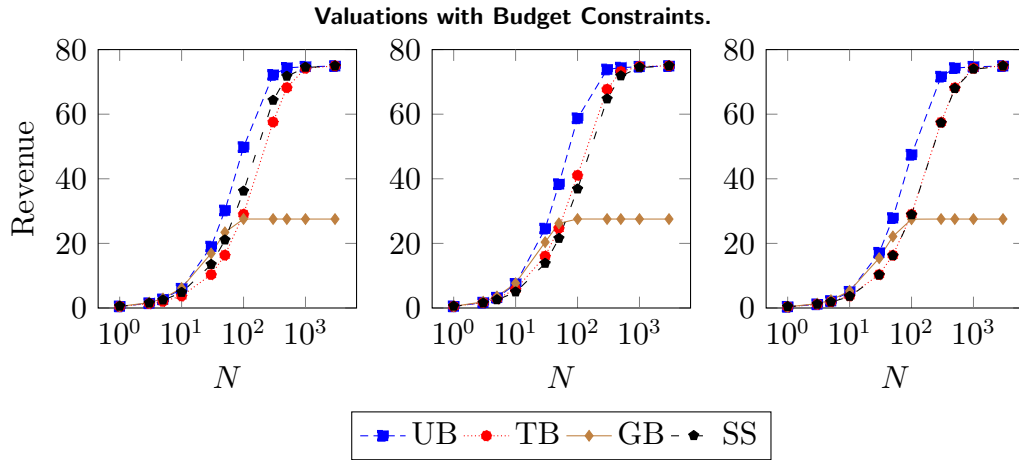 Valuations with Budget Constraints.
80 80 80
60 60 60
40 40 40
20 20 20
0 0 0
Revenue
10^0 10^1 10^2 10^3 10^0 10^1 10^2 10^3 10^0 10^1 10^2 10^3
N N N
UB TB GB SS